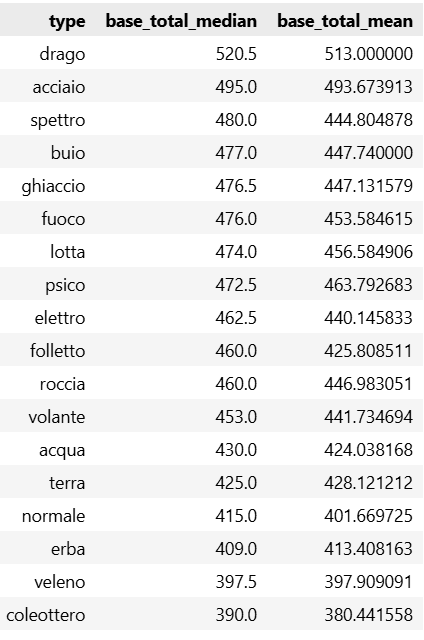 type base_total_median base_total_mean
drago 520.5 513.000000
acciaio 495.0 493.673913
spettro 480.0 444.804878
buio 477.0 447.740000
ghiaccio 476.5 447.131579
fuoco 476.0 453.584615
lotta 474.0 456.584906
psico 472.5 463.792683
elettro 462.5 440.145833
folletto 460.0 425.808511
roccia 460.0 446.983051
volante 453.0 441.734694
acqua 430.0 424.038168
terra 425.0 428.121212
normale 415.0 401.669725
erba 409.0 413.408163
veleno 397.5 397.909091
coleottero 390.0 380.441558